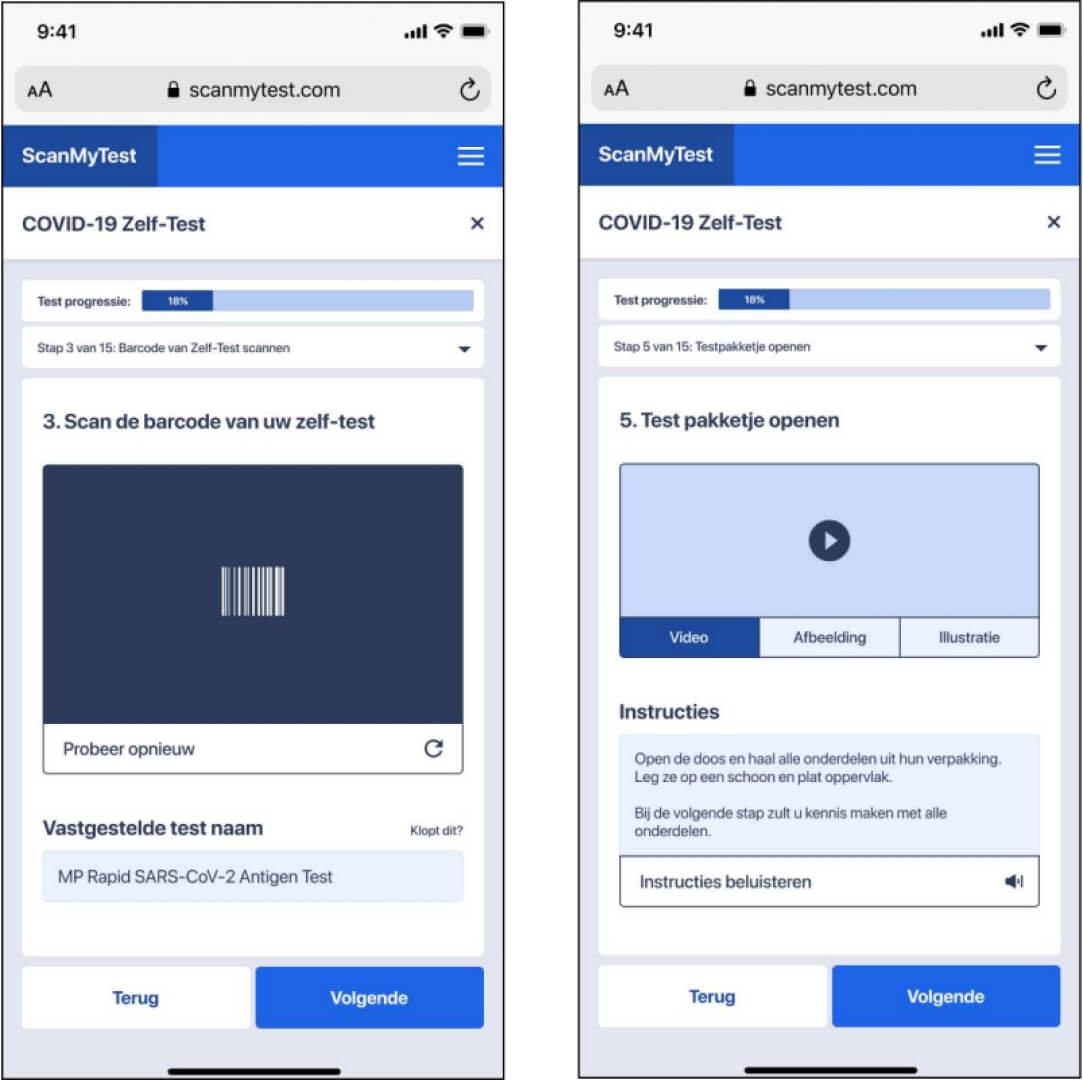 9:41
AA scanmytest.com
ScanMyTest
COVID-19 Zelf-Test
Test progressie: 18%
Stap 3 van 15: Barcode van Zelf-Test scannen
3. Scan de barcode van uw zelf-test
Probeer opnieuw
Vastgestelde test naam Klopt dit?
MP Rapid SARS-CoV-2 Antigen Test
Terug Volgende
9:41
AA scanmytest.com
ScanMyTest
COVID-19 Zelf-Test
Test progressie: 18%
Stap 5 van 15: Testpakketje openen
5. Test pakketje openen
Video Afbeelding Illustratie
Instructies
Open de doos en haal alle onderdelen uit hun verpakking.
Leg ze op een schoon en plat oppervlak.
Bij de volgende stap zult u kennis maken met alle
onderdelen.
Instructies beluisteren
Terug Volgende